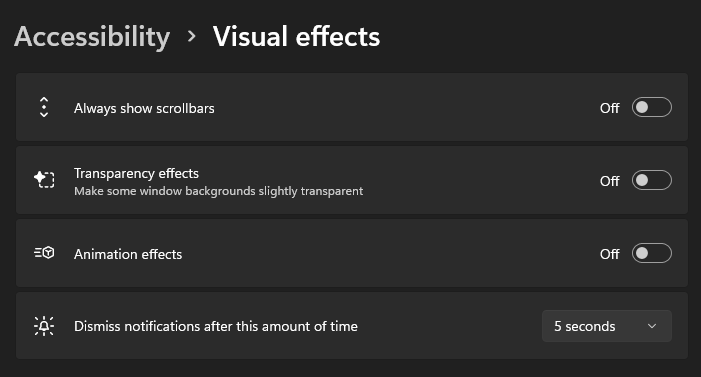 Accessibility > Visual effects
Always show scrollbars Off
Transparency effects
Make some window backgrounds slightly transparent
Off
Animation effects Off
Dismiss notifications after this amount of time 5 seconds